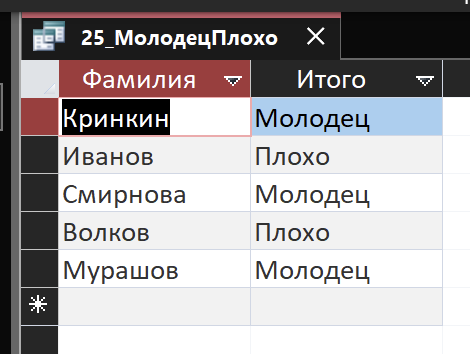 25_МолодецПлохо
Фамилия Итого
Кринкин Молодец
Иванов Плохо
Смирнова Молодец
Волков Плохо
Мурашов Молодец